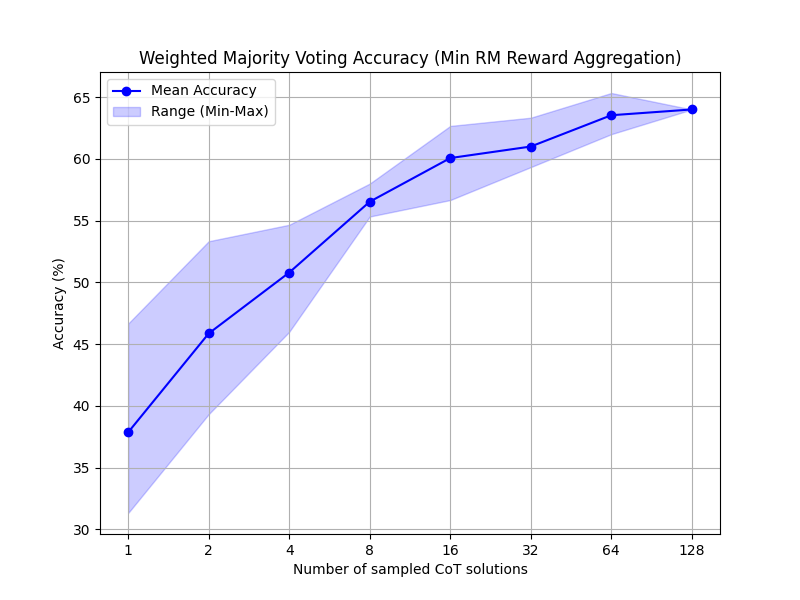 Weighted Majority Voting Accuracy (Min RM Reward Aggregation)
Mean Accuracy
Range (Min-Max)
Accuracy (%)
65
60
55
50
45
40
35
30
1 2 4 8 16 32 64 128
Number of sampled CoT solutions